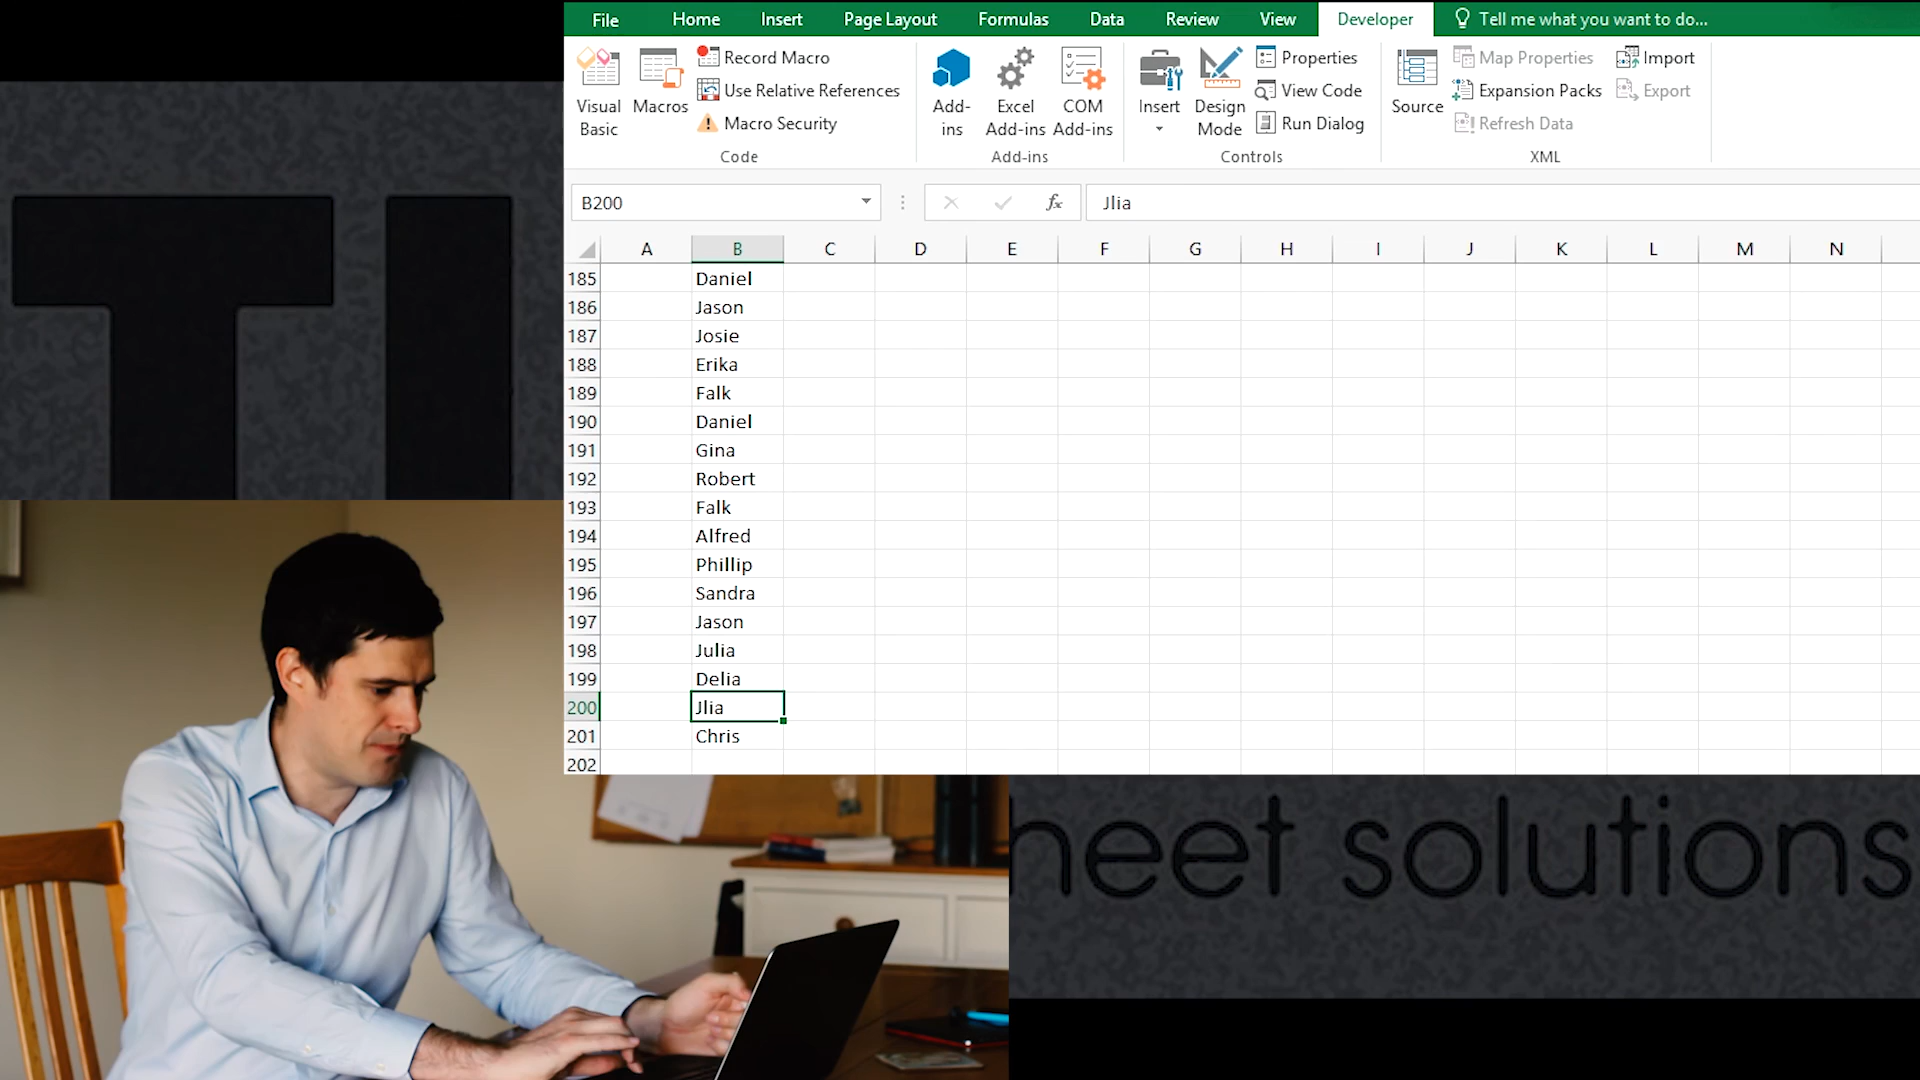 File Home Insert Page Layout Formulas Data Review View Developer Tell me what you want to do...
Visual Basic
Macros
Record Macro
Use Relative References
Macro Security
Code
Add-ins
Excel Add-ins
COM Add-ins
Add-ins
Insert
Design Mode
Properties
View Code
Run Dialog
Controls
Source
Map Properties
Expansion Packs
Refresh Data
Import
Export
XML
B200 fx Jlia
A B C D E F G H I J K L M N
185 Daniel
186 Jason
187 Josie
188 Erika
189 Falk
190 Daniel
191 Gina
192 Robert
193 Falk
194 Alfred
195 Phillip
196 Sandra
197 Jason
198 Julia
199 Delia
200 Jlia
201 Chris
202
heet solutions